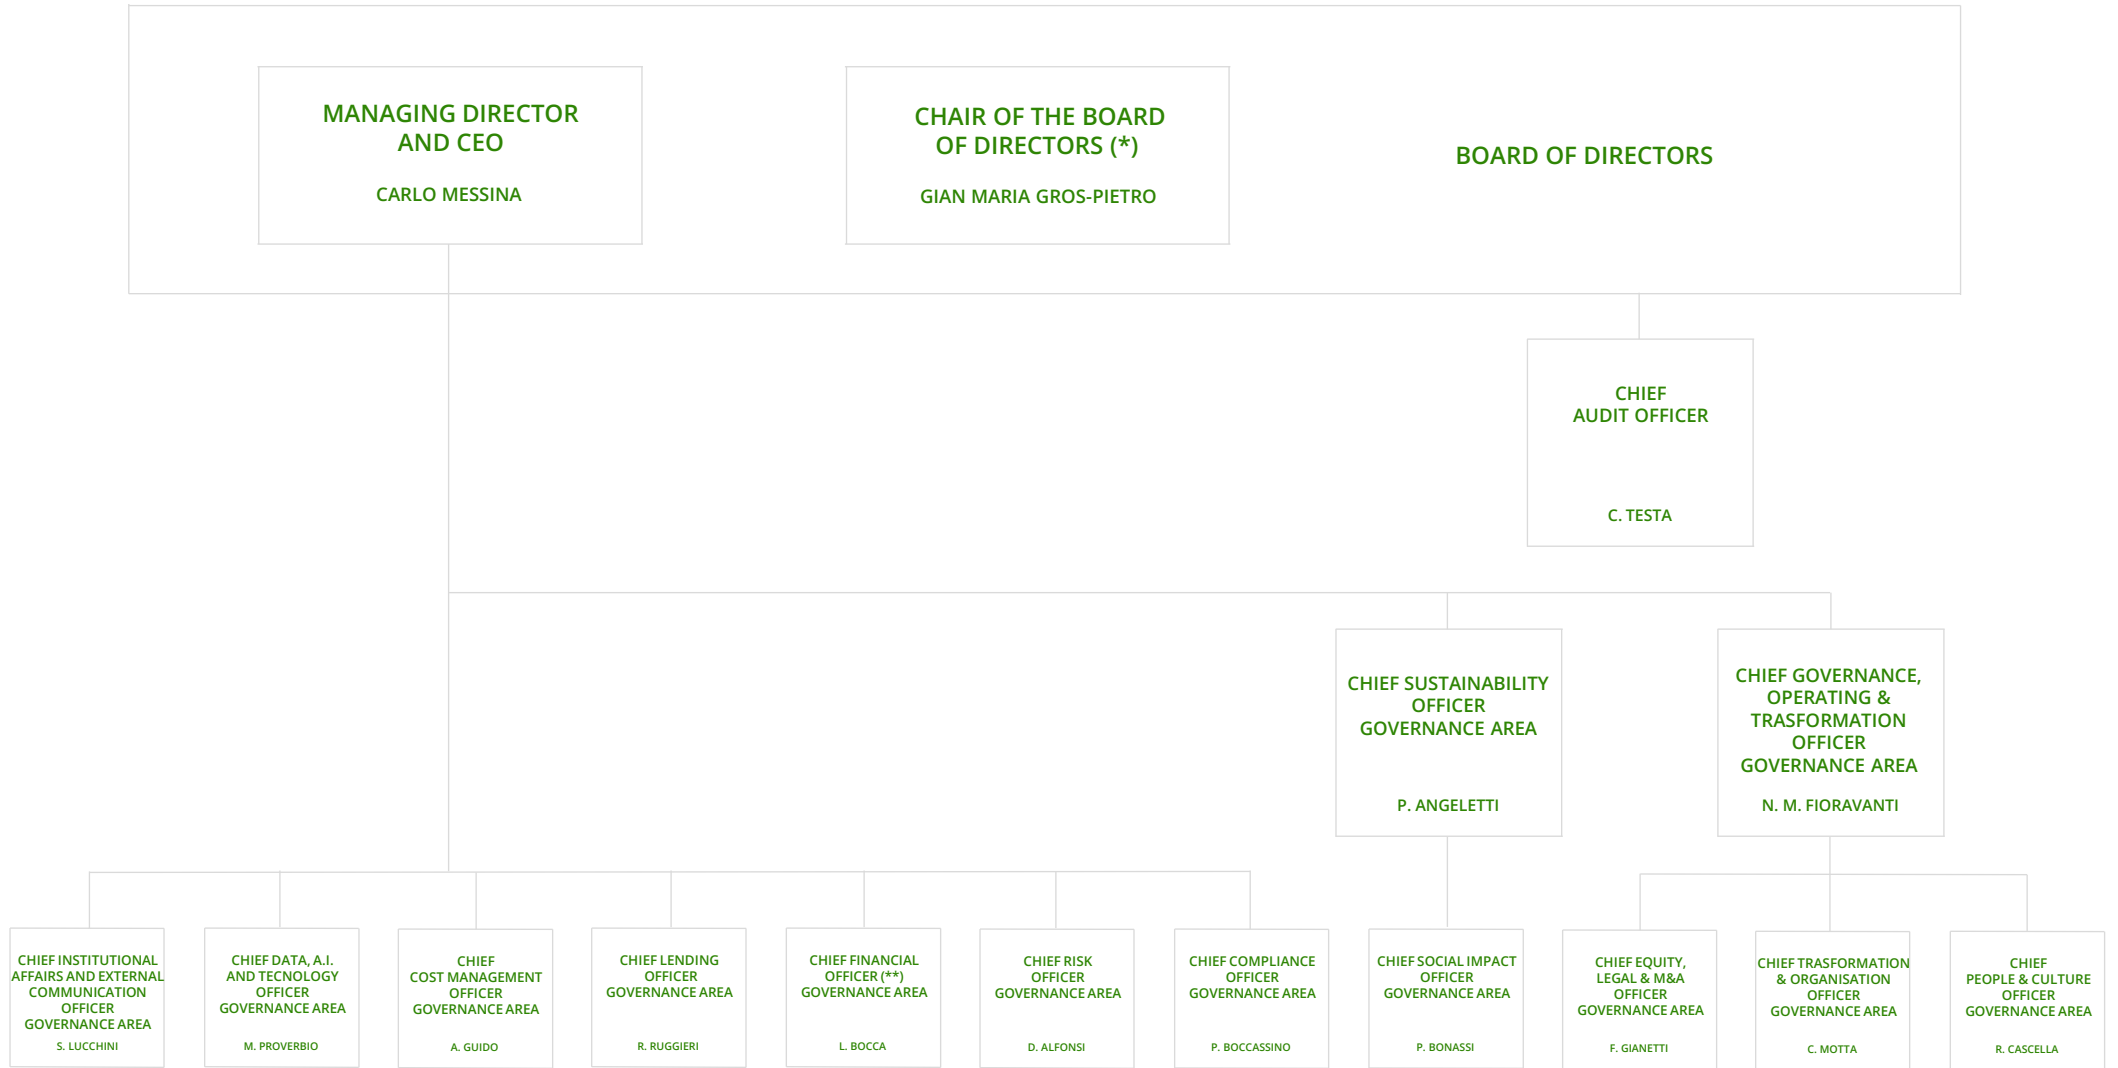 MANAGING DIRECTOR
AND CEO
CARLO MESSINA
CHAIR OF THE BOARD
OF DIRECTORS (*)
GIAN MARIA GROS-PIETRO
BOARD OF DIRECTORS
CHIEF
AUDIT OFFICER
C. TESTA
CHIEF SUSTAINABILITY
OFFICER
GOVERNANCE AREA
P. ANGELETTI
CHIEF GOVERNANCE,
OPERATING &
TRASFORMATION
OFFICER
GOVERNANCE AREA
N. M. FIORAVANTI
CHIEF INSTITUTIONAL
AFFAIRS AND EXTERNAL
COMMUNICATION
OFFICER
GOVERNANCE AREA
S. LUCCHINI
CHIEF DATA, A.I.
AND TECNOLOGY
OFFICER
GOVERNANCE AREA
M. PROVERBIO
CHIEF
COST MANAGEMENT
OFFICER
GOVERNANCE AREA
A. GUIDO
CHIEF LENDING
OFFICER
GOVERNANCE AREA
R. RUGGIERI
CHIEF FINANCIAL
OFFICER (**)
GOVERNANCE AREA
L. BOCCA
CHIEF RISK
OFFICER
GOVERNANCE AREA
D. ALFONSI
CHIEF COMPLIANCE
OFFICER
GOVERNANCE AREA
P. BOCCASSINO
CHIEF SOCIAL IMPACT
OFFICER
GOVERNANCE AREA
P. BONASSI
CHIEF EQUITY,
LEGAL & M&A
OFFICER
GOVERNANCE AREA
F. GIANETTI
CHIEF TRASFORMATION
& ORGANISATION
OFFICER
GOVERNANCE AREA
C. MOTTA
CHIEF
PEOPLE & CULTURE
OFFICER
GOVERNANCE AREA
R. CASCELLA